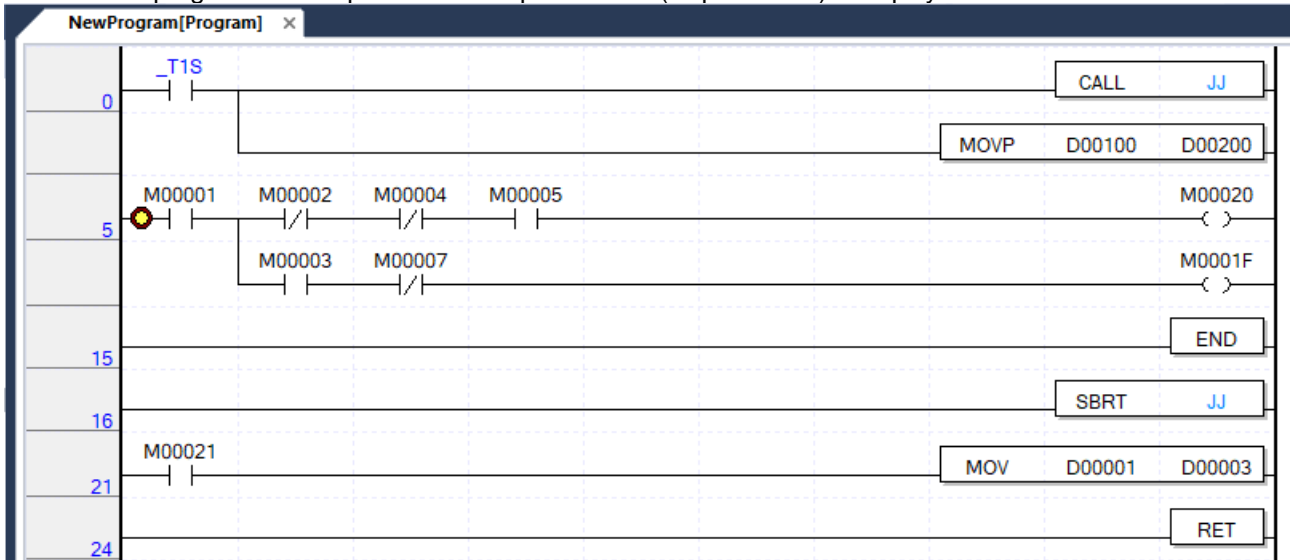 NewProgram[Program] ×
_T1S
CALL JJ
0
MOVP D00100 D00200
M00001 M00002 M00004 M00005 M00020
5
M00003 M00007 M0001F
END
15
SBRT JJ
16
M00021
MOV D00001 D00003
21
RET
24